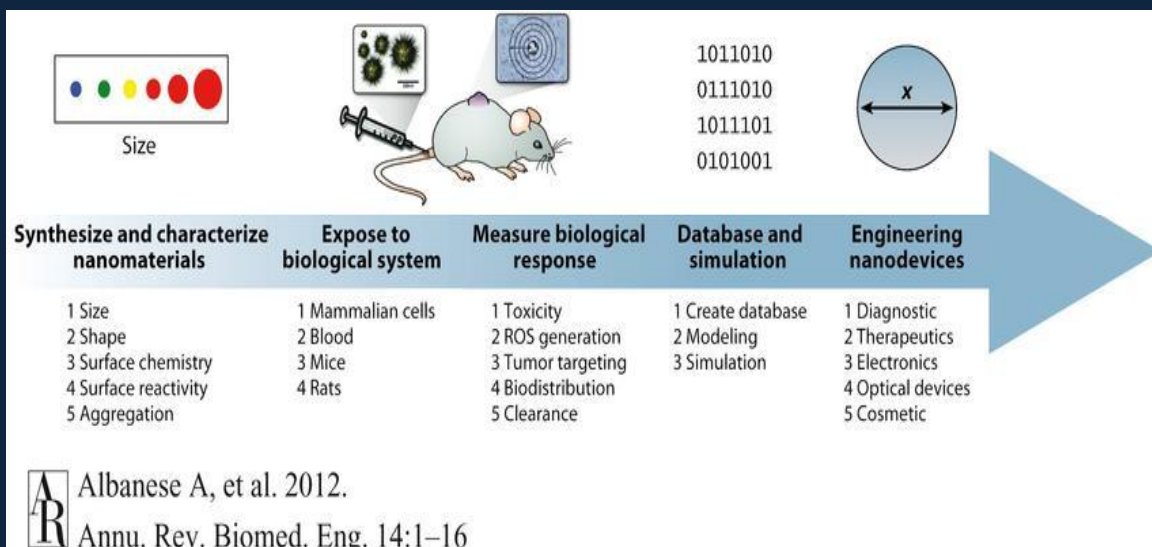 Size
1011010
0111010
1011101
0101001
x
Synthesize and characterize
nanomaterials
Expose to
biological system
Measure biological
response
Database and
simulation
Engineering
nanodevices
1 Size
2 Shape
3 Surface chemistry
4 Surface reactivity
5 Aggregation
1 Mammalian cells
2 Blood
3 Mice
4 Rats
1 Toxicity
2 ROS generation
3 Tumor targeting
4 Biodistribution
5 Clearance
1 Create database
2 Modeling
3 Simulation
1 Diagnostic
2 Therapeutics
3 Electronics
4 Optical devices
5 Cosmetic
AR
Albanese A, et al. 2012.
Annu. Rev. Biomed. Eng. 14:1–16